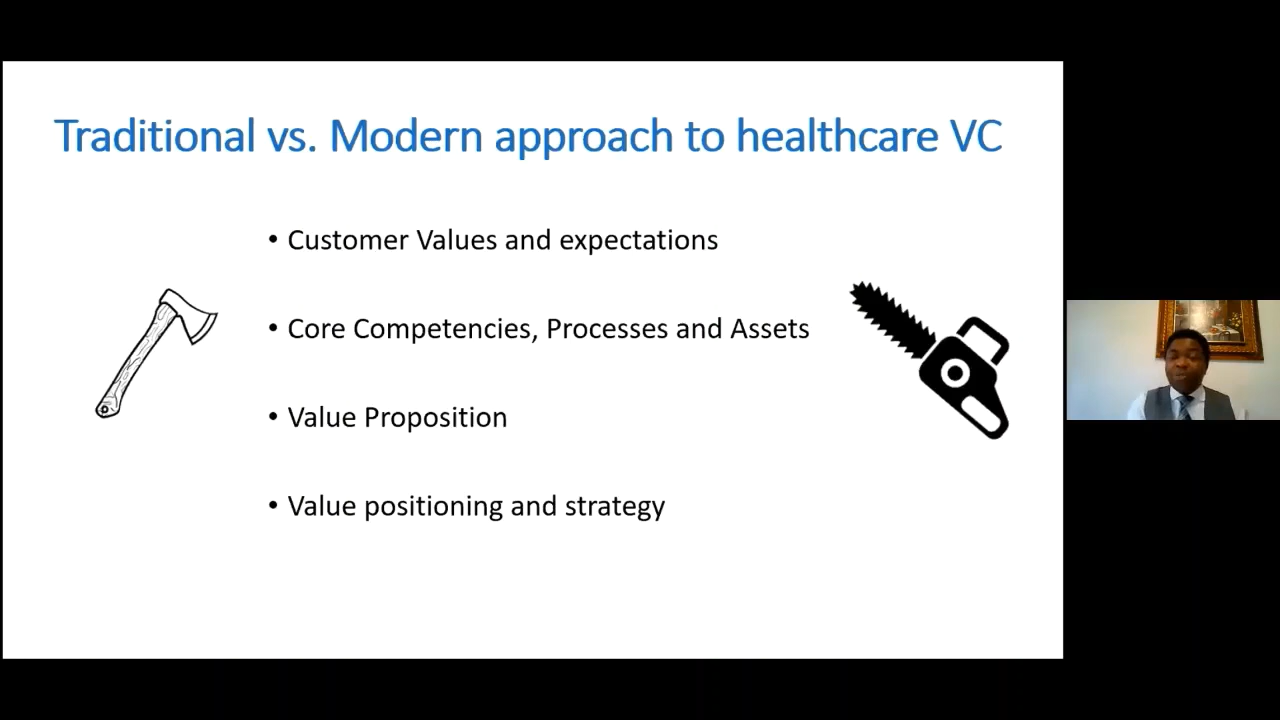 Traditional vs. Modern approach to healthcare VC
• Customer Values and expectations
• Core Competencies, Processes and Assets
• Value Proposition
• Value positioning and strategy